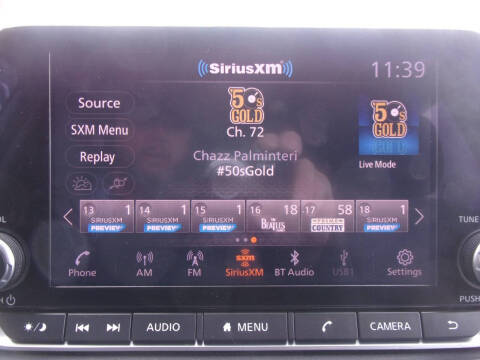 SiriusXM
11:39
Source
SXM Menu
Replay
'50s GOLD
Ch. 72
Chazz Palminteri
#50sGold
'50s GOLD
Live Mode
13 1 14 1 15 1 16 18 17 58 18 1
SIRIUSXM PREVIEW SIRIUSXM PREVIEW SIRIUSXM PREVIEW THE BEATLES PRIME COUNTRY SIRIUSXM PREVIEW
Phone AM FM SiriusXM BT Audio USB1 Settings
sxm
TUNE
PUSH
AUDIO MENU CAMERA